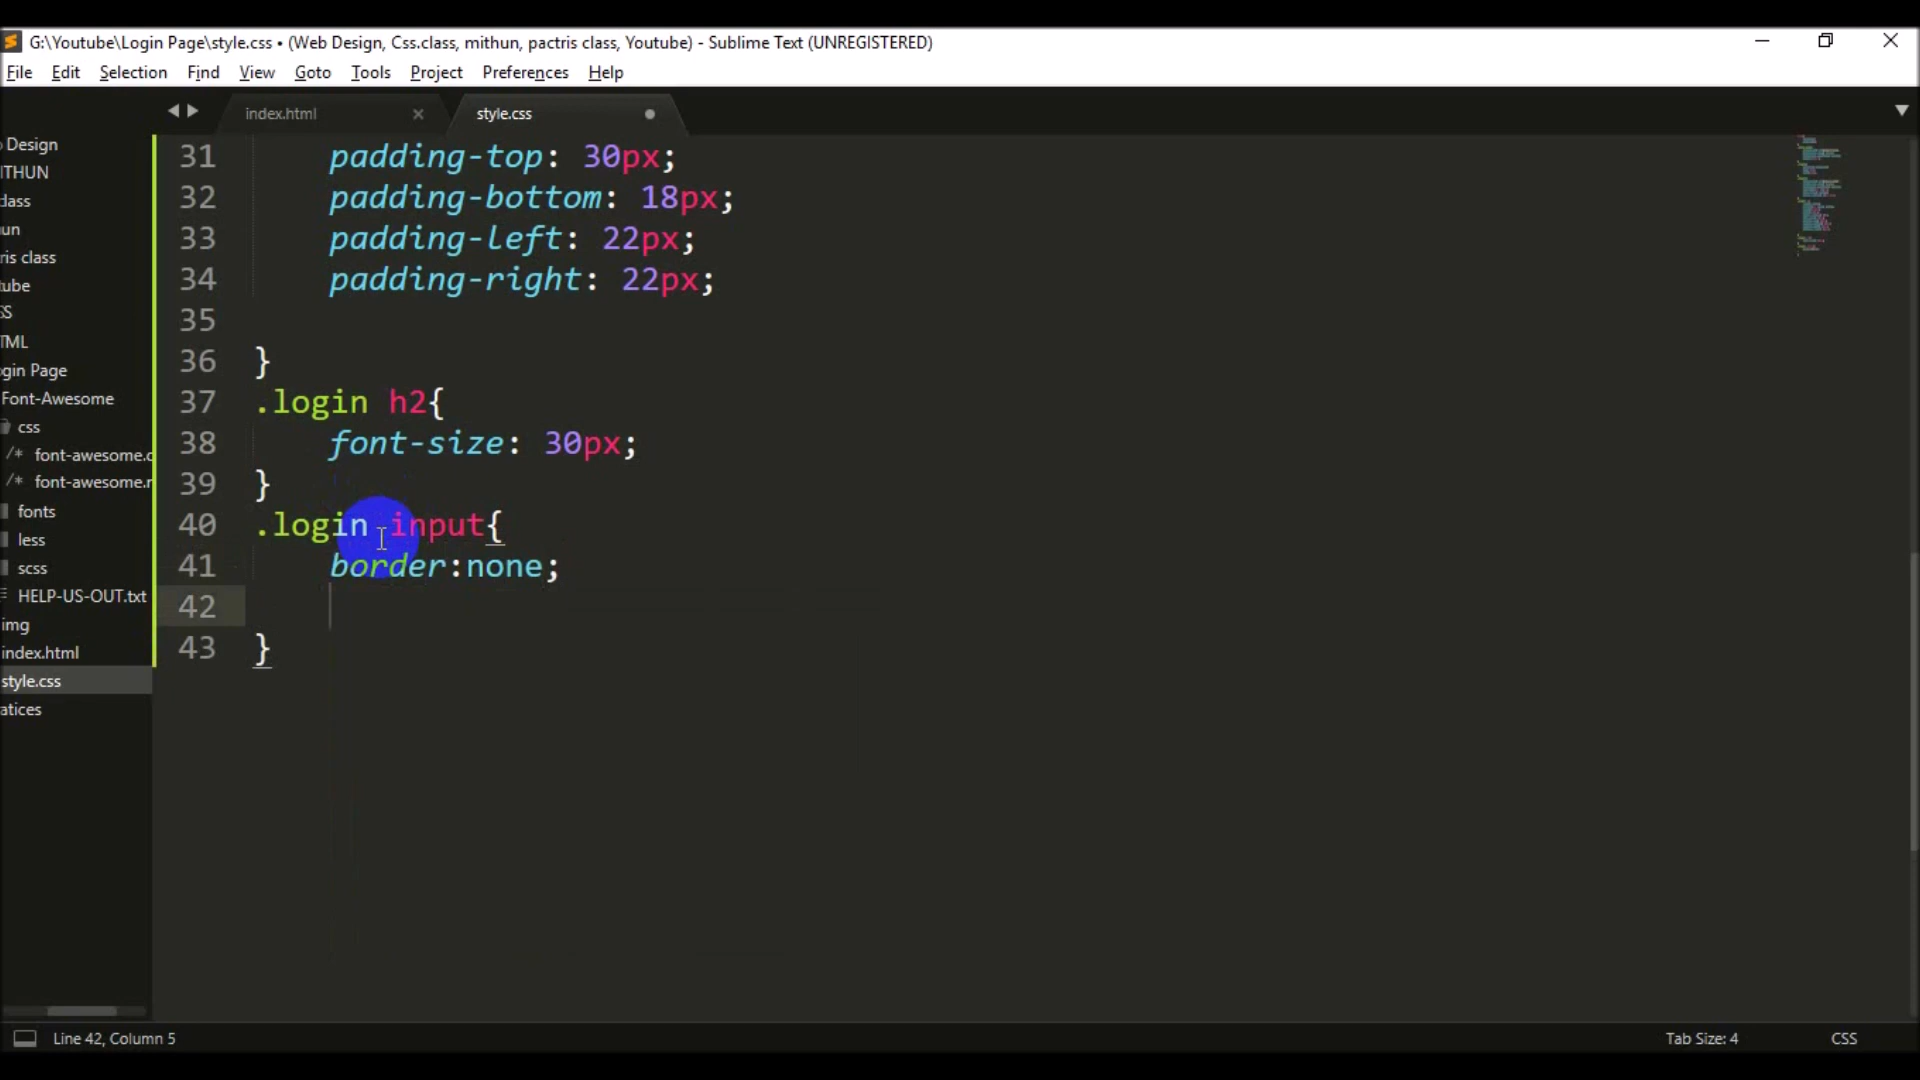 G:\Youtube\Login Page\style.css • (Web Design, Css.class, mithun, pactris class, Youtube) - Sublime Text (UNREGISTERED)
File Edit Selection Find View Goto Tools Project Preferences Help
index.html style.css
Design
ITHUN
lass
un
ris class
tube
SS
TML
gin Page
Font-Awesome
css
/* font-awesome.c
/* font-awesome.r
fonts
less
scss
HELP-US-OUT.txt
img
index.html
style.css
atices
31 padding-top: 30px;
32 padding-bottom: 18px;
33 padding-left: 22px;
34 padding-right: 22px;
35
36 }
37 .login h2{
38 font-size: 30px;
39 }
40 .login input{
41 border:none;
42
43 }
Line 42, Column 5 Tab Size: 4 CSS